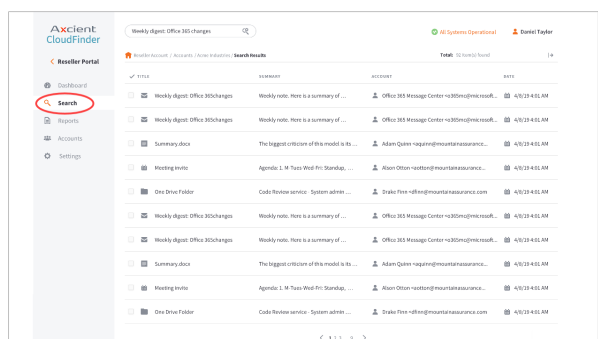 Axcient
CloudFinder
Weekly digest: Office 365 changes
All Systems Operational
Daniel Taylor
Reseller Portal
Reseller Account / Accounts / Acme Industries / Search Results
Total:
item(s) found
Dashboard
Search
Reports
Accounts
Settings
TITLE SUMMARY ACCOUNT DATE
Weekly digest: Office 365changes Weekly note. Here is a summary of ... Office 365 Message Center <o365mc@microsoft... 4/8/19 4:01 AM
Weekly digest: Office 365changes Weekly note. Here is a summary of ... Office 365 Message Center <o365mc@microsoft... 4/8/19 4:01 AM
Summary.docx The biggest criticism of this model is its ... Adam Quinn <aquinn@mountainassurance... 4/8/19 4:01 AM
Meeting invite Agenda: 1. M-Tues-Wed-Fri: Standup, ... Alson Otton <aotton@mountainassurance... 4/8/19 4:01 AM
One Drive Folder Code Review service - System admin ... Drake Finn <dfinn@mountainassurance.com 4/8/19 4:01 AM
Weekly digest: Office 365changes Weekly note. Here is a summary of ... Office 365 Message Center <o365mc@microsoft... 4/8/19 4:01 AM
Weekly digest: Office 365changes Weekly note. Here is a summary of ... Office 365 Message Center <o365mc@microsoft... 4/8/19 4:01 AM
Summary.docx The biggest criticism of this model is its ... Adam Quinn <aquinn@mountainassurance... 4/8/19 4:01 AM
Meeting invite Agenda: 1. M-Tues-Wed-Fri: Standup, ... Alson Otton <aotton@mountainassurance... 4/8/19 4:01 AM
One Drive Folder Code Review service - System admin ... Drake Finn <dfinn@mountainassurance.com 4/8/19 4:01 AM